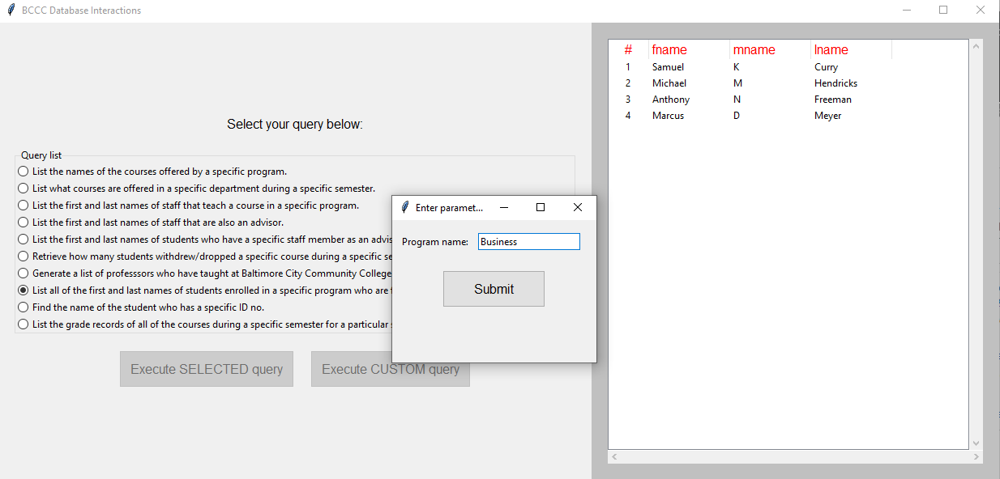 BCCC Database Interactions
Select your query below:
Query list
List the names of the courses offered by a specific program.
List what courses are offered in a specific department during a specific semester.
List the first and last names of staff that teach a course in a specific program.
List the first and last names of staff that are also an advisor.
List the first and last names of students who have a specific staff member as an
Retrieve how many students withdrew/dropped a specific course during a specific
Generate a list of professsors who have taught at Baltimore City Community College
List all of the first and last names of students enrolled in a specific program who are
Find the name of the student who has a specific ID no.
List the grade records of all of the courses during a specific semester for a particular
Execute SELECTED query Execute CUSTOM query
Enter paramet...
Program name: Business
Submit
# fname mname lname
1 Samuel K Curry
2 Michael M Hendricks
3 Anthony N Freeman
4 Marcus D Meyer